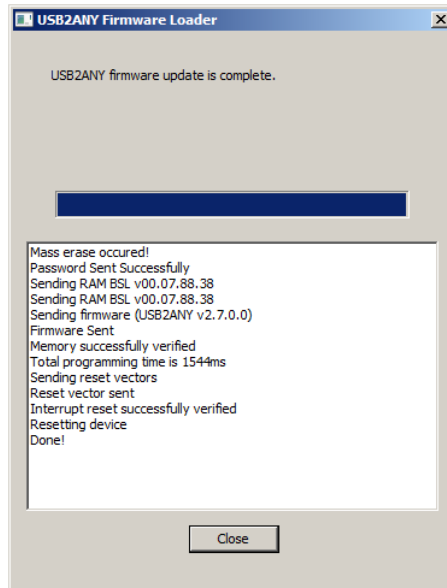 USB2ANY Firmware Loader
USB2ANY firmware update is complete.
Mass erase occured!
Password Sent Successfully
Sending RAM BSL v00.07.88.38
Sending RAM BSL v00.07.88.38
Sending firmware (USB2ANY v2.7.0.0)
Firmware Sent
Memory successfully verified
Total programming time is 1544ms
Sending reset vectors
Reset vector sent
Interrupt reset successfully verified
Resetting device
Done!
Close